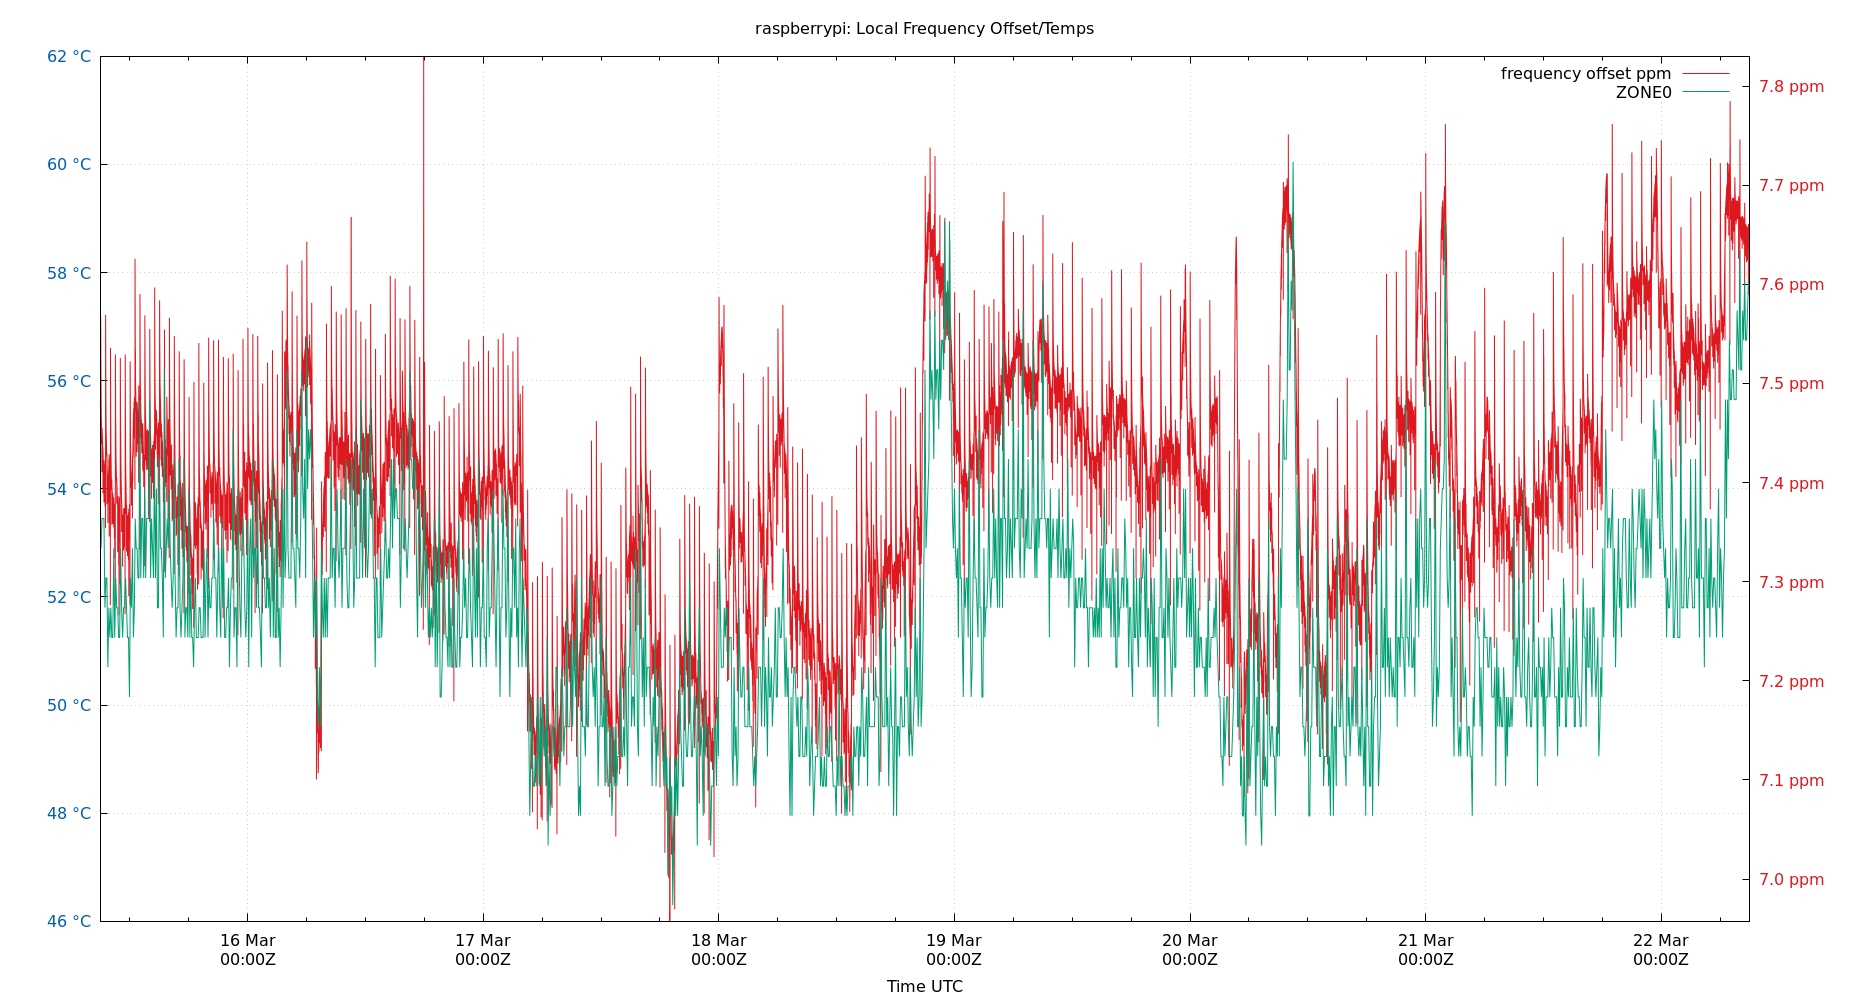 raspberrypi: Local Frequency Offset/Temps
62 °C
60 °C
58 °C
56 °C
54 °C
52 °C
50 °C
48 °C
46 °C
frequency offset ppm
ZONE0
7.8 ppm
7.7 ppm
7.6 ppm
7.5 ppm
7.4 ppm
7.3 ppm
7.2 ppm
7.1 ppm
7.0 ppm
16 Mar
00:00Z
17 Mar
00:00Z
18 Mar
00:00Z
19 Mar
00:00Z
20 Mar
00:00Z
21 Mar
00:00Z
22 Mar
00:00Z
Time UTC